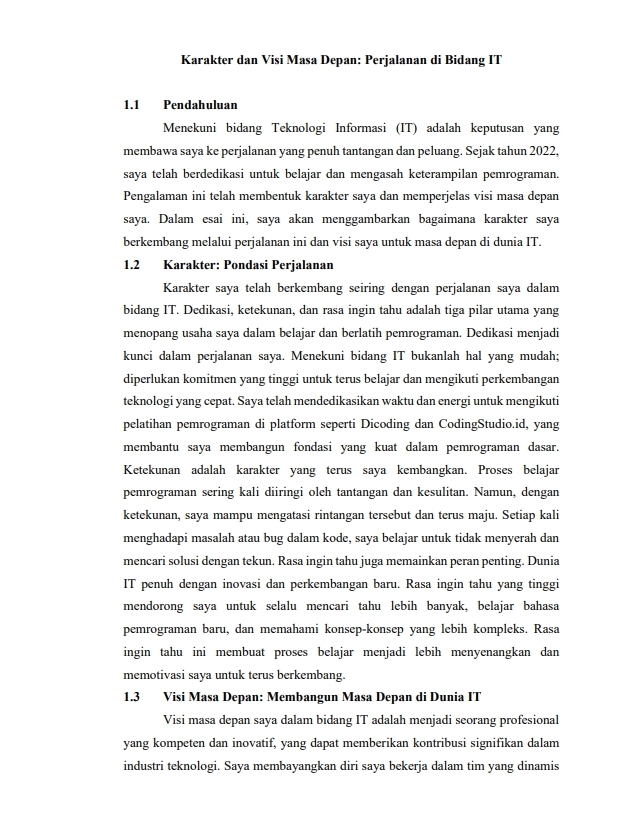 Karakter dan Visi Masa Depan: Perjalanan di Bidang IT
1.1 Pendahuluan
Menekuni bidang Teknologi Informasi (IT) adalah keputusan yang
membawa saya ke perjalanan yang penuh tantangan dan peluang. Sejak tahun 2022,
saya telah berdedikasi untuk belajar dan mengasah keterampilan pemrograman.
Pengalaman ini telah membentuk karakter saya dan memperjelas visi masa depan
saya. Dalam esai ini, saya akan menggambarkan bagaimana karakter saya
berkembang melalui perjalanan ini dan visi saya untuk masa depan di dunia IT.
1.2 Karakter: Pondasi Perjalanan
Karakter saya telah berkembang seiring dengan perjalanan saya dalam
bidang IT. Dedikasi, ketekunan, dan rasa ingin tahu adalah tiga pilar utama yang
menopang usaha saya dalam belajar dan berlatih pemrograman. Dedikasi menjadi
kunci dalam perjalanan saya. Menekuni bidang IT bukanlah hal yang mudah;
diperlukan komitmen yang tinggi untuk terus belajar dan mengikuti perkembangan
teknologi yang cepat. Saya telah mendedikasikan waktu dan energi untuk mengikuti
pelatihan pemrograman di platform seperti Dicoding dan CodingStudio.id, yang
membantu saya membangun fondasi yang kuat dalam pemrograman dasar.
Ketekunan adalah karakter yang terus saya kembangkan. Proses belajar
pemrograman sering kali diiringi oleh tantangan dan kesulitan. Namun, dengan
ketekunan, saya mampu mengatasi rintangan tersebut dan terus maju. Setiap kali
menghadapi masalah atau bug dalam kode, saya belajar untuk tidak menyerah dan
mencari solusi dengan tekun. Rasa ingin tahu juga memainkan peran penting. Dunia
IT penuh dengan inovasi dan perkembangan baru. Rasa ingin tahu yang tinggi
mendorong saya untuk selalu mencari tahu lebih banyak, belajar bahasa
pemrograman baru, dan memahami konsep-konsep yang lebih kompleks. Rasa
ingin tahu ini membuat proses belajar menjadi lebih menyenangkan dan
memotivasi saya untuk terus berkembang.
1.3 Visi Masa Depan: Membangun Masa Depan di Dunia IT
Visi masa depan saya dalam bidang IT adalah menjadi seorang profesional
yang kompeten dan inovatif, yang dapat memberikan kontribusi signifikan dalam
industri teknologi. Saya membayangkan diri saya bekerja dalam tim yang dinamis